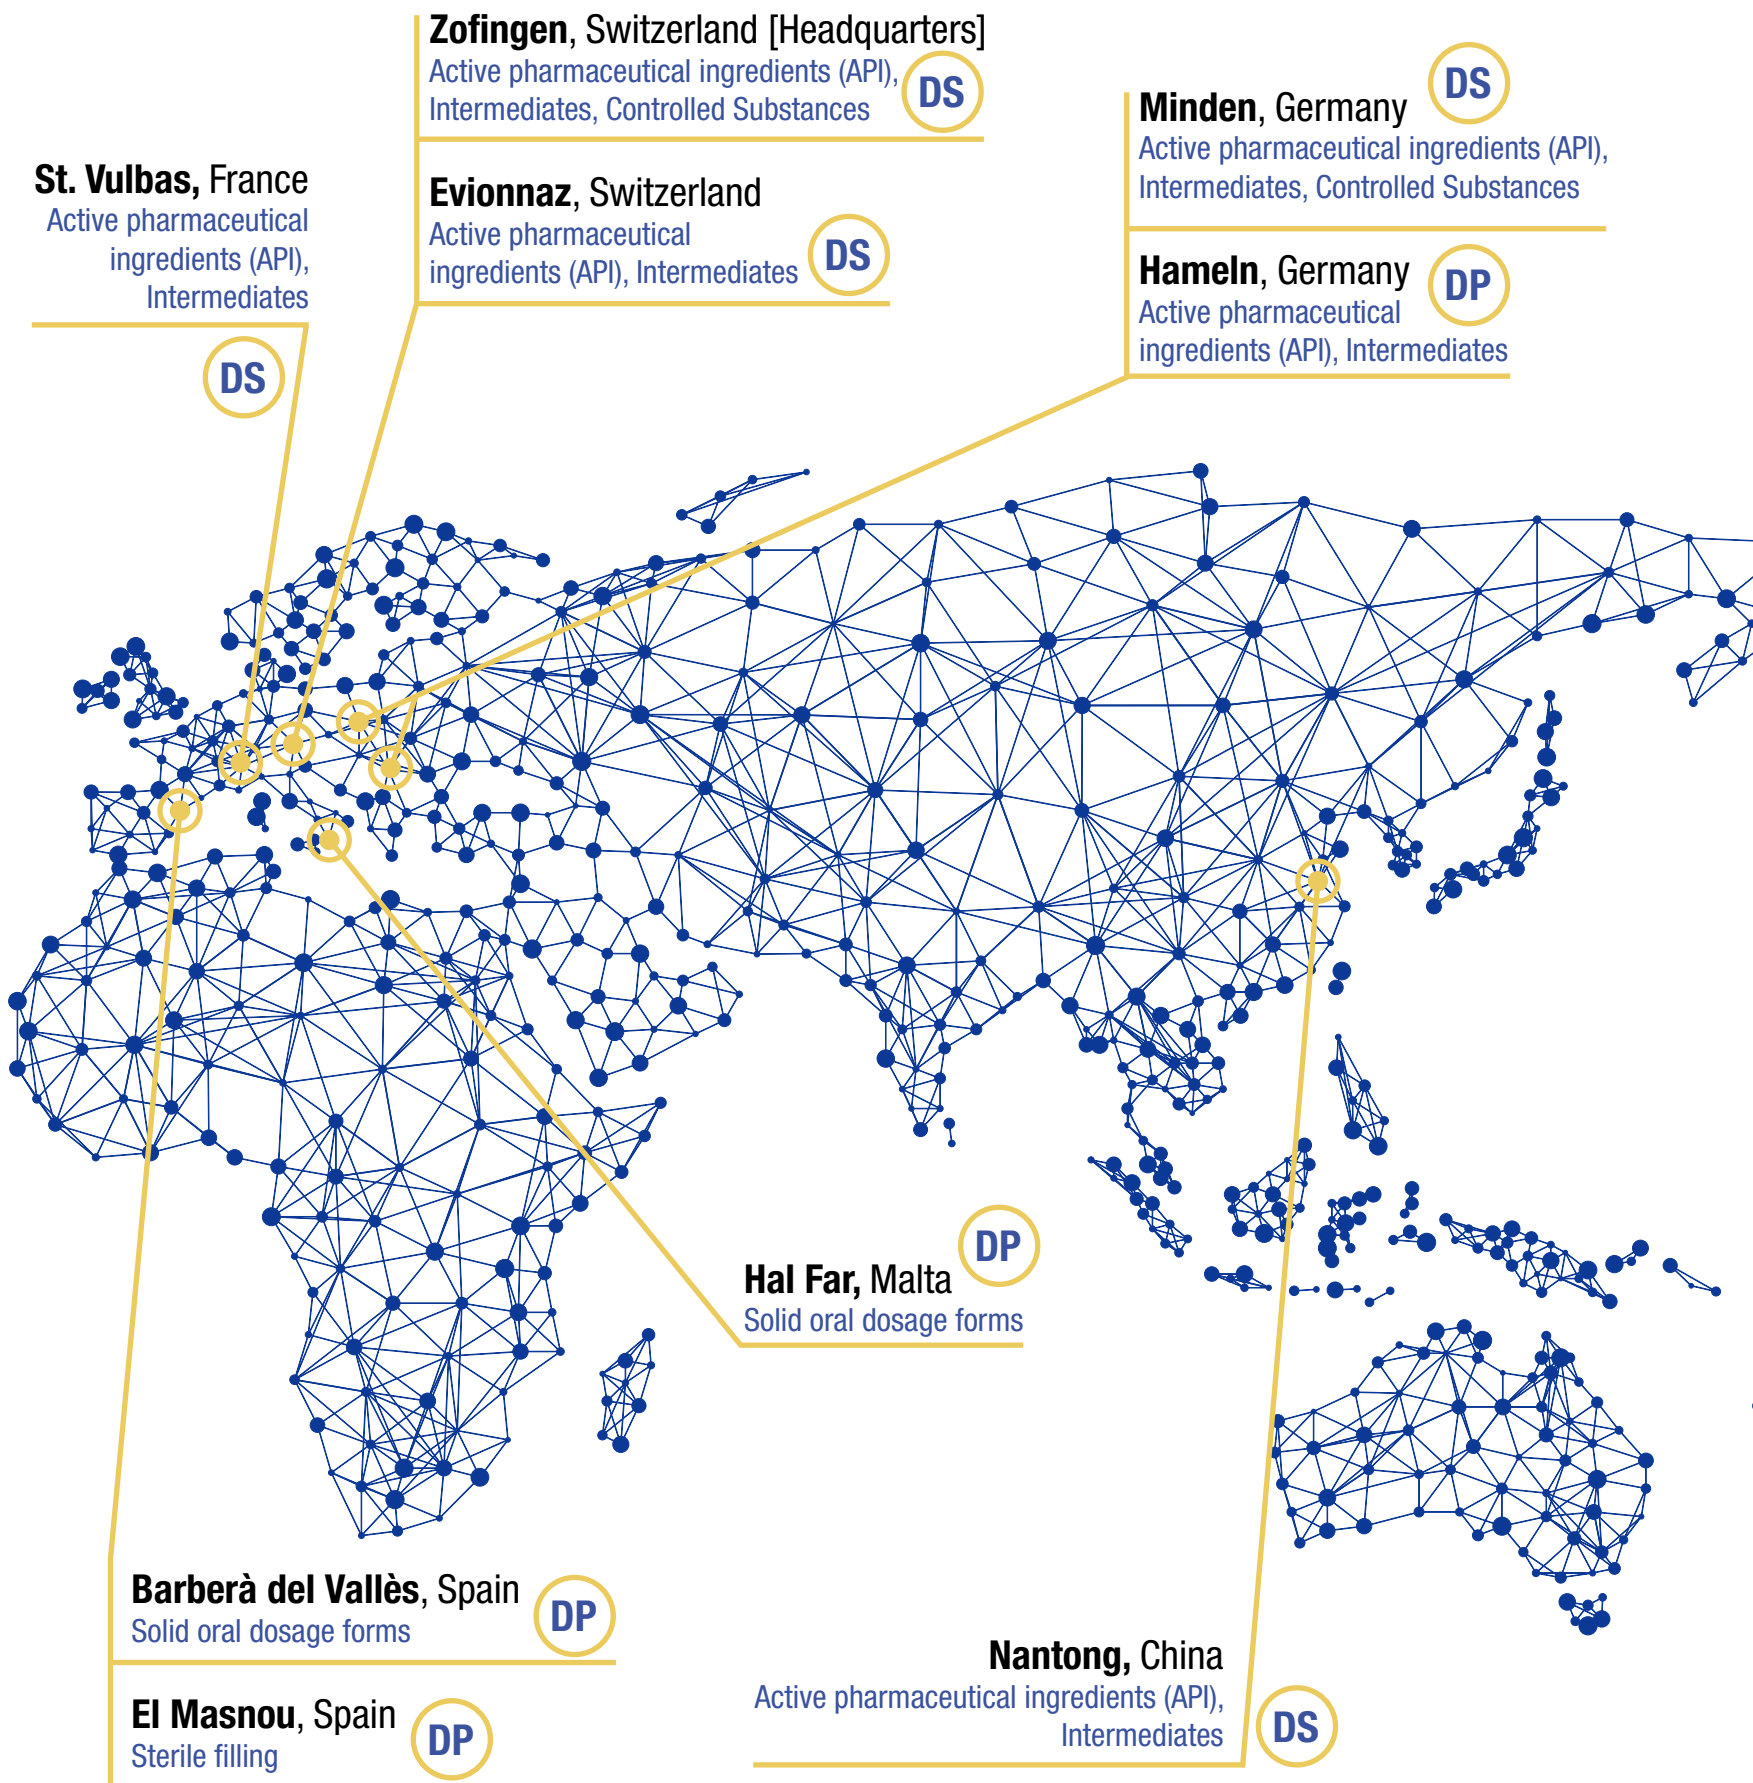 Zofingen, Switzerland [Headquarters]
Active pharmaceutical ingredients (API),
Intermediates, Controlled Substances
DS
Evionnaz, Switzerland
Active pharmaceutical
ingredients (API), Intermediates
DS
Minden, Germany
DS
Active pharmaceutical ingredients (API),
Intermediates, Controlled Substances
Hameln, Germany
DP
Active pharmaceutical
ingredients (API), Intermediates
St. Vulbas, France
Active pharmaceutical
ingredients (API),
Intermediates
DS
Hal Far, Malta
DP
Solid oral dosage forms
Barberà del Vallès, Spain
Solid oral dosage forms
DP
El Masnou, Spain
Sterile filling
DP
Nantong, China
Active pharmaceutical ingredients (API),
Intermediates
DS